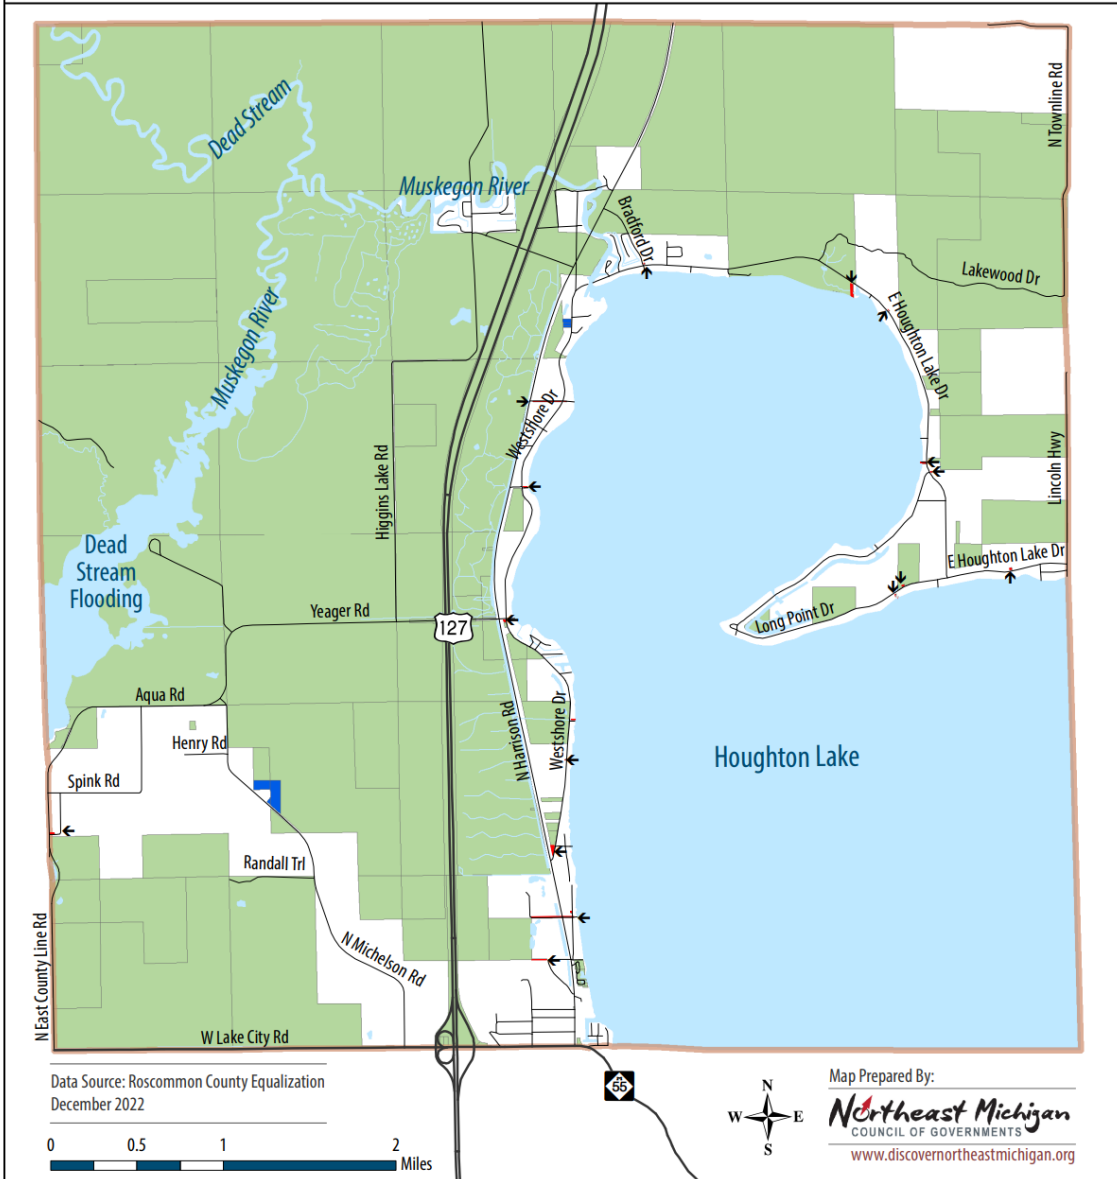 N Townline Rd
Dead Stream
Muskegon River
Bradford Dr
Lakewood Dr
E Houghton Lake Dr
Muskegon River
Westshore Dr
Higgins Lake Rd
Lincoln Hwy
Dead
Stream
Flooding
E Houghton Lake Dr
Yeager Rd
127
Long Point Dr
Aqua Rd
Henry Rd
N Harrison Rd
Westshore Dr
Houghton Lake
Spink Rd
Randall Trl
N East County Line Rd
N Michelson Rd
W Lake City Rd
Data Source: Roscommon County Equalization
December 2022
M
55
N
W E
S
Map Prepared By:
Northeast Michigan
COUNCIL OF GOVERNMENTS
www.discovernortheastmichigan.org
0 0.5 1 2
Miles